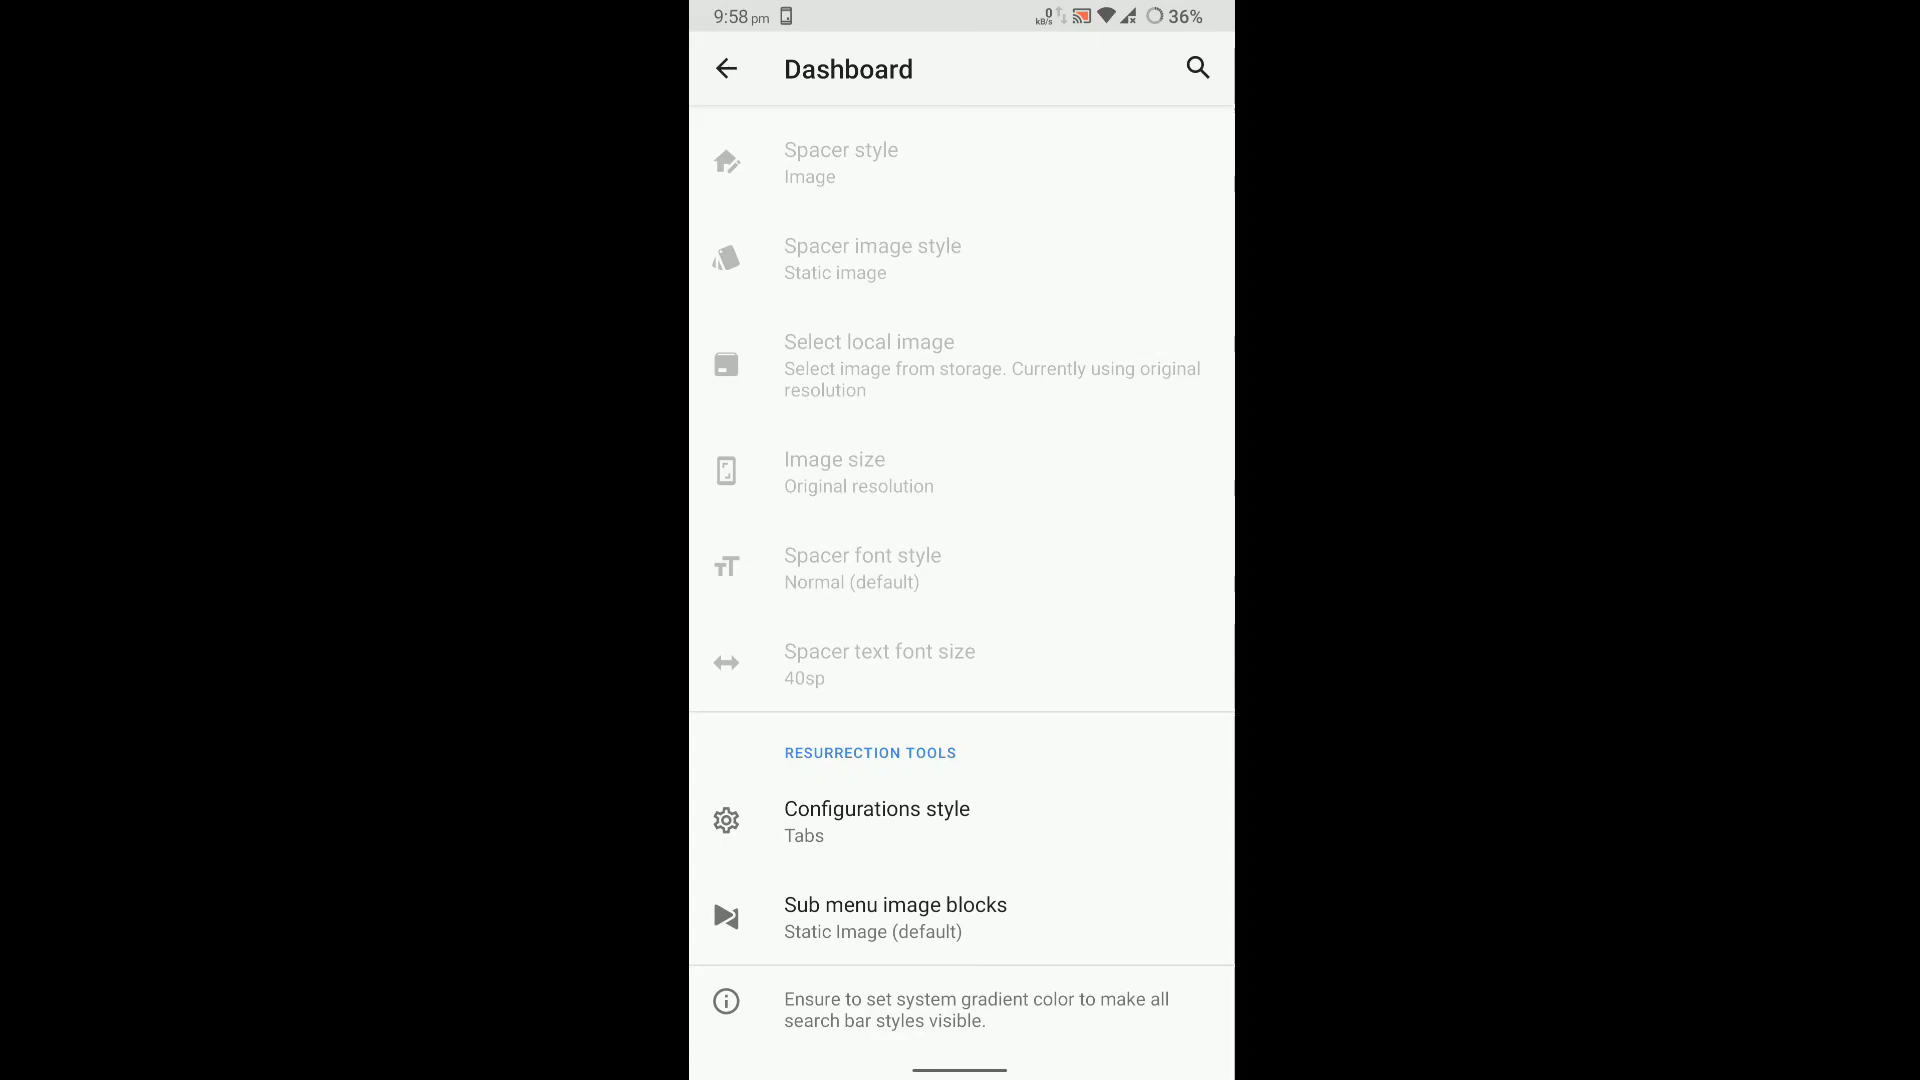 9:58 pm
0 kB/s
36%
Dashboard
Spacer style
Image
Spacer image style
Static image
Select local image
Select image from storage. Currently using original
resolution
Image size
Original resolution
Spacer font style
Normal (default)
Spacer text font size
40sp
RESURRECTION TOOLS
Configurations style
Tabs
Sub menu image blocks
Static Image (default)
Ensure to set system gradient color to make all
search bar styles visible.